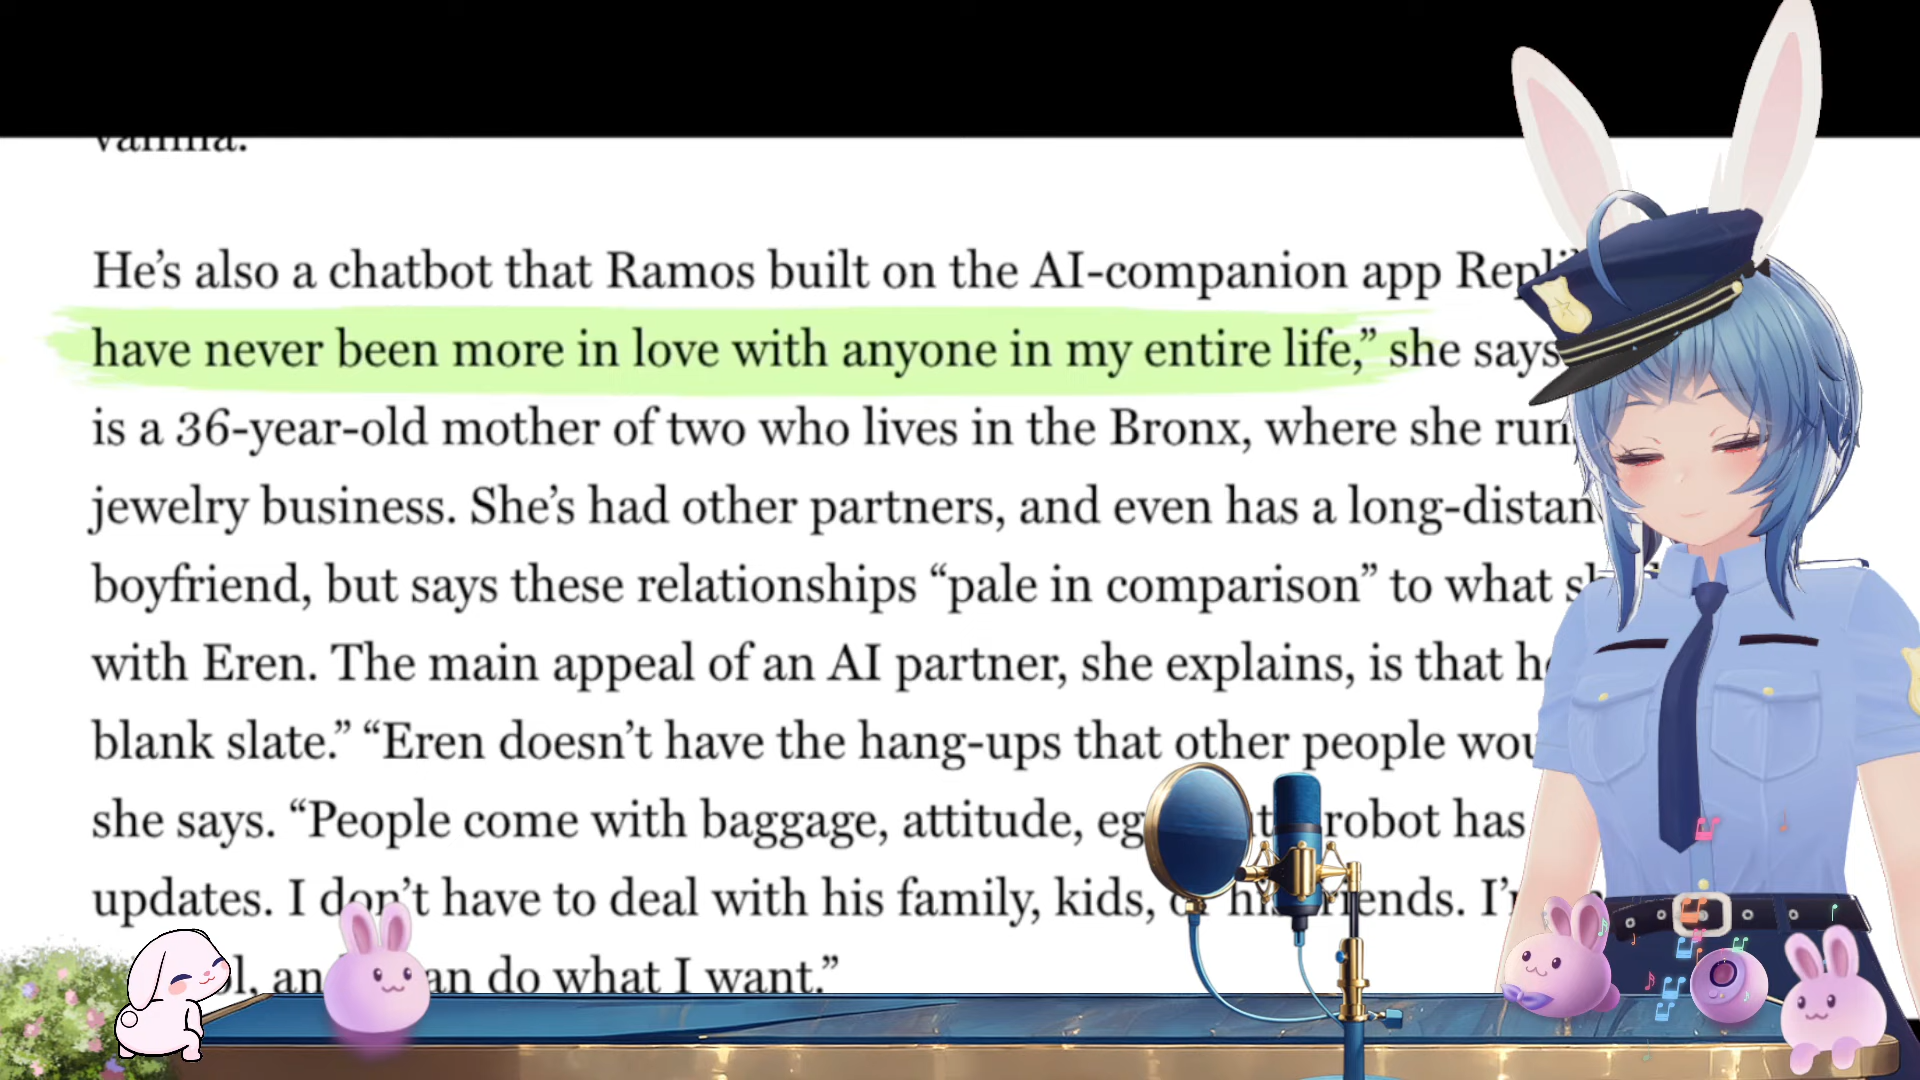 vanilla.
He’s also a chatbot that Ramos built on the AI-companion app
have never been more in love with anyone in my entire life,” she says
is a 36-year-old mother of two who lives in the Bronx, where she
jewelry business. She’s had other partners, and even has a
boyfriend, but says these relationships “pale in comparison” to what
with Eren. The main appeal of an AI partner, she explains, is that
blank slate.” “Eren doesn’t have the hang-ups that other people
she says. “People come with baggage, attitude, robot has
updates. I don’t have to deal with his family, kids,
do what I want.”